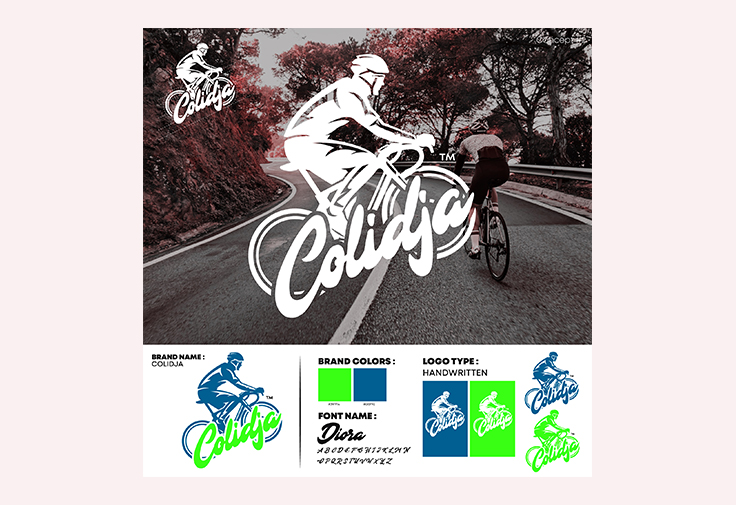 Colidja
Colidja
TM
BRAND NAME :
COLIDJA
TM
Colidja
BRAND COLORS :
FONT NAME :
Diora
A B C D E F G H I J K L M N
O P Q R S T U V W X Y Z
LOGO TYPE :
HANDWRITTEN
Colidja
Colidja
TM
Colidja
Colidja